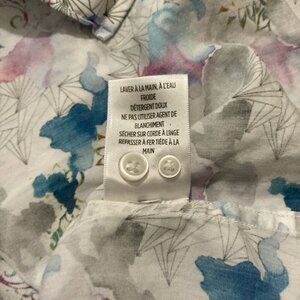 LAVER À LA MAIN, À L'EAU
FROIDE
DÉTERGENT DOUX
NE PAS UTILISER AGENT DE
BLANCHIMENT
SÉCHER SUR CORDE À LINGE
REPASSER À FER TIÈDE À LA
MAIN